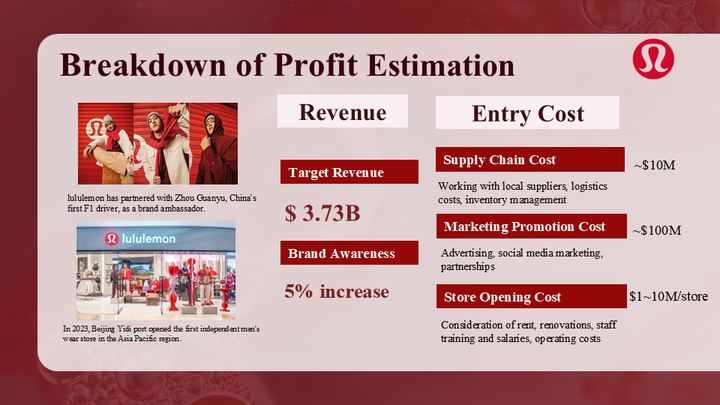 Breakdown of Profit Estimation
lululemon has partnered with Zhou Guanyu, China's
first F1 driver, as a brand ambassador.
lululemon
In 2023, Beijing Yidi port opened the first independent men's
wear store in the Asia Pacific region.
Revenue
Target Revenue
$ 3.73B
Brand Awareness
5% increase
Entry Cost
Supply Chain Cost
~$10M
Working with local suppliers, logistics
costs, inventory management
Marketing Promotion Cost
~$100M
Advertising, social media marketing,
partnerships
Store Opening Cost
$1~10M/store
Consideration of rent, renovations, staff
training and salaries, operating costs